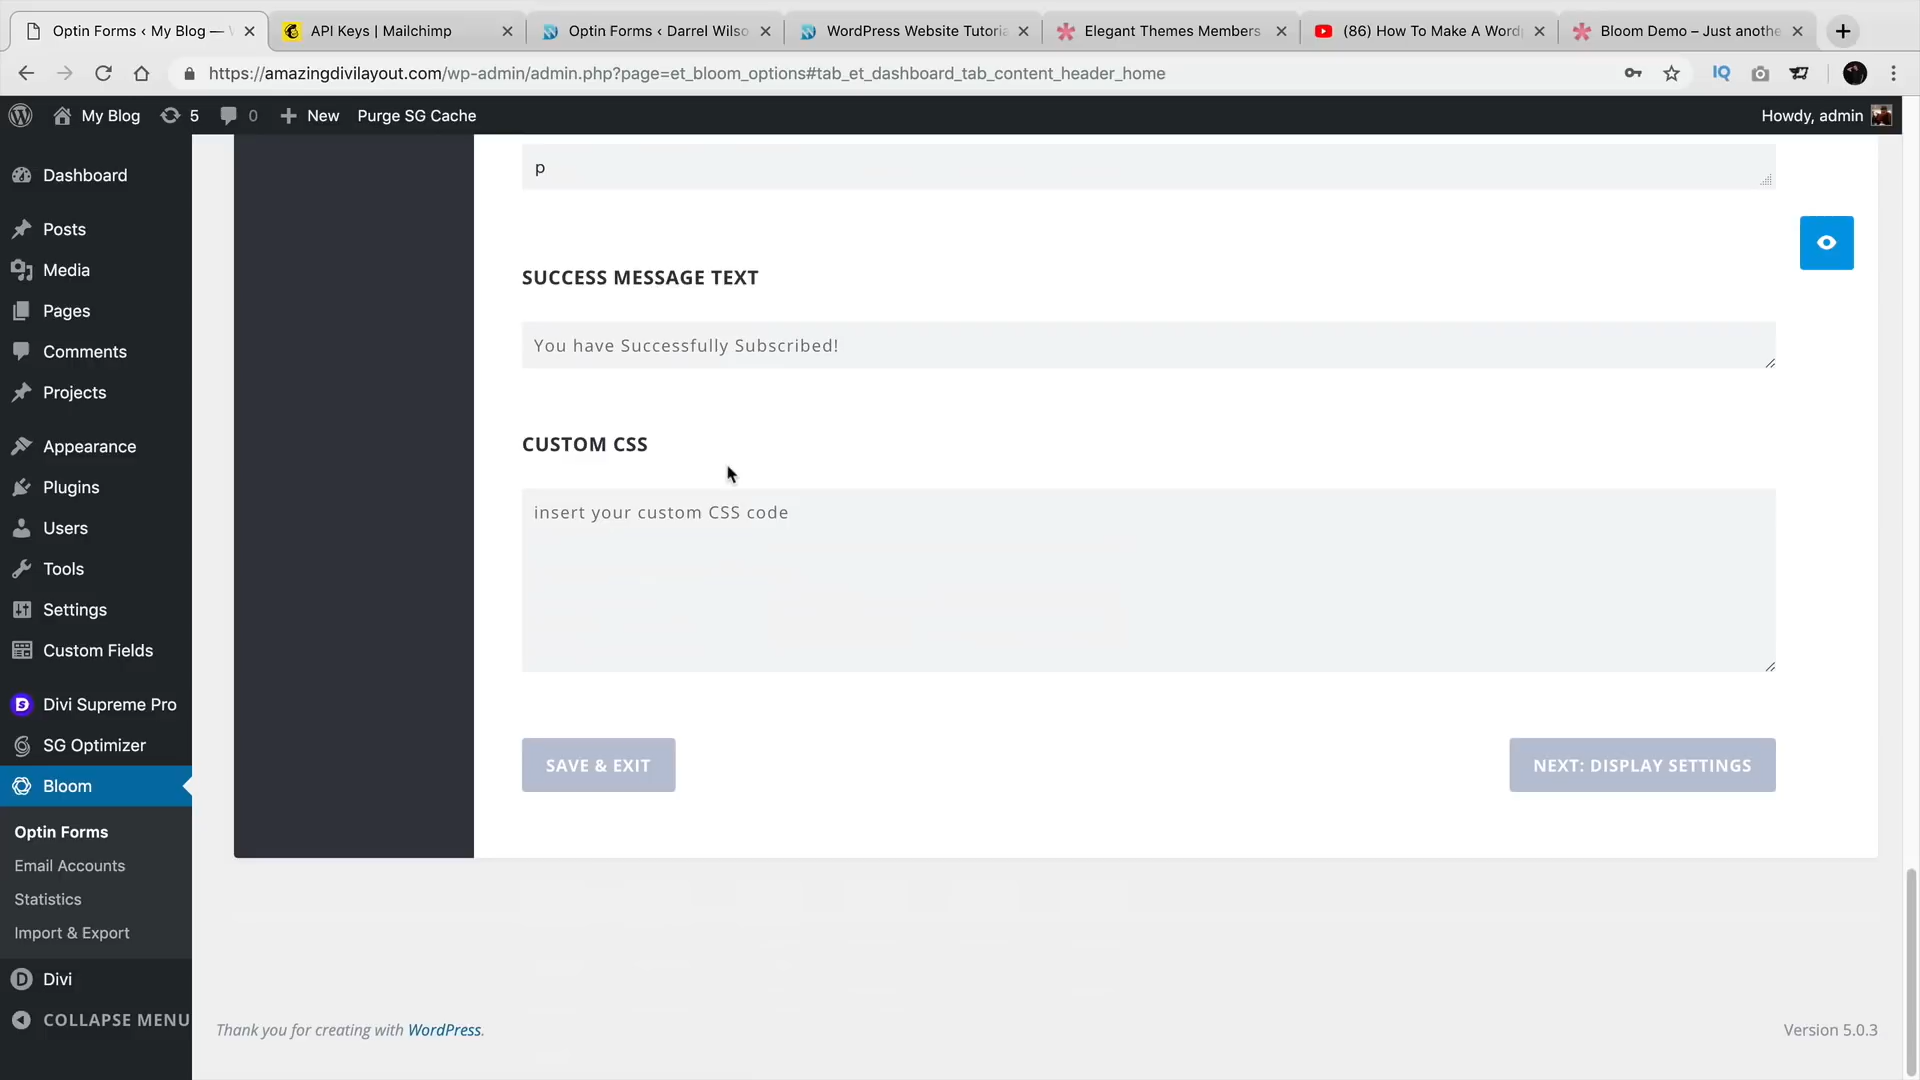 Optin Forms ‹ My Blog — W
API Keys | Mailchimp
Optin Forms ‹ Darrel Wilso
WordPress Website Tutoria
Elegant Themes Members
(86) How To Make A Wordp
Bloom Demo – Just anothe
https://amazingdivilayout.com/wp-admin/admin.php?page=et_bloom_options#tab_et_dashboard_tab_content_header_home
IQ
My Blog
5
0
New
Purge SG Cache
Howdy, admin
Dashboard
Posts
Media
Pages
Comments
Projects
Appearance
Plugins
Users
Tools
Settings
Custom Fields
Divi Supreme Pro
SG Optimizer
Bloom
Optin Forms
Email Accounts
Statistics
Import & Export
Divi
COLLAPSE MENU
p
SUCCESS MESSAGE TEXT
You have Successfully Subscribed!
CUSTOM CSS
insert your custom CSS code
SAVE & EXIT
NEXT: DISPLAY SETTINGS
Thank you for creating with WordPress.
Version 5.0.3